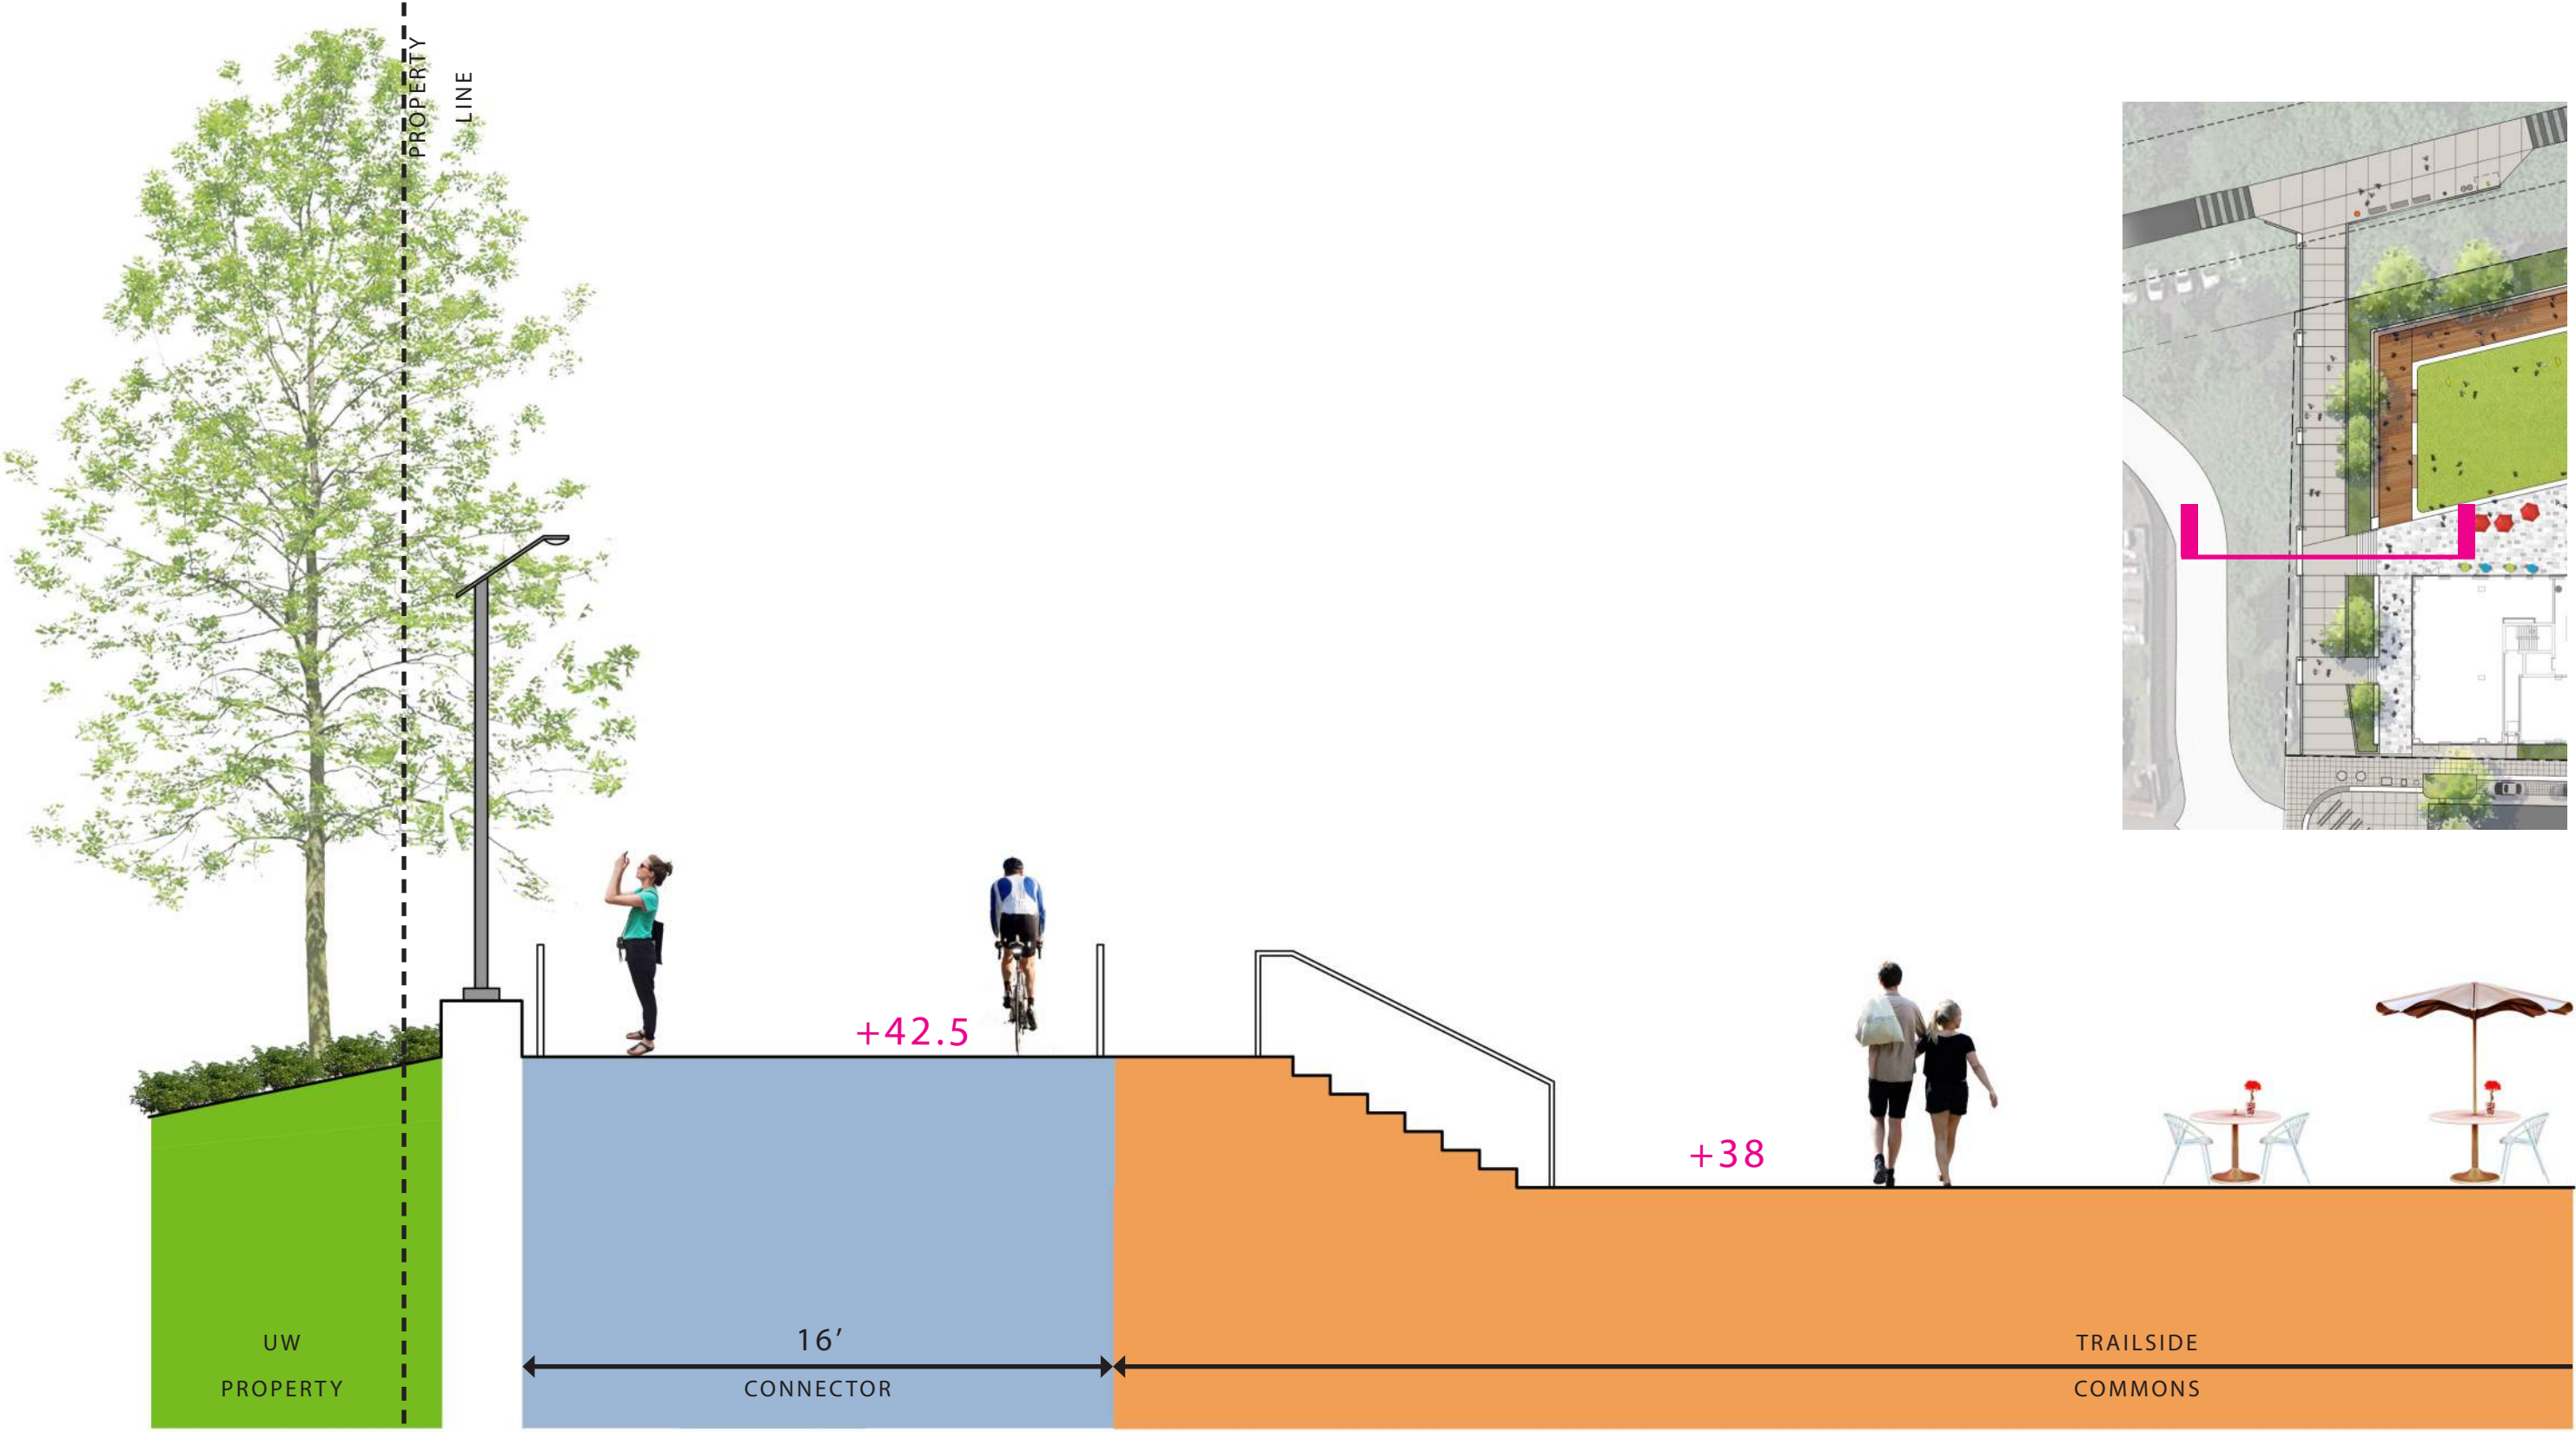 PROPERTY
LINE
+42.5
+38
UW
PROPERTY
16’
CONNECTOR
TRAILSIDE
COMMONS